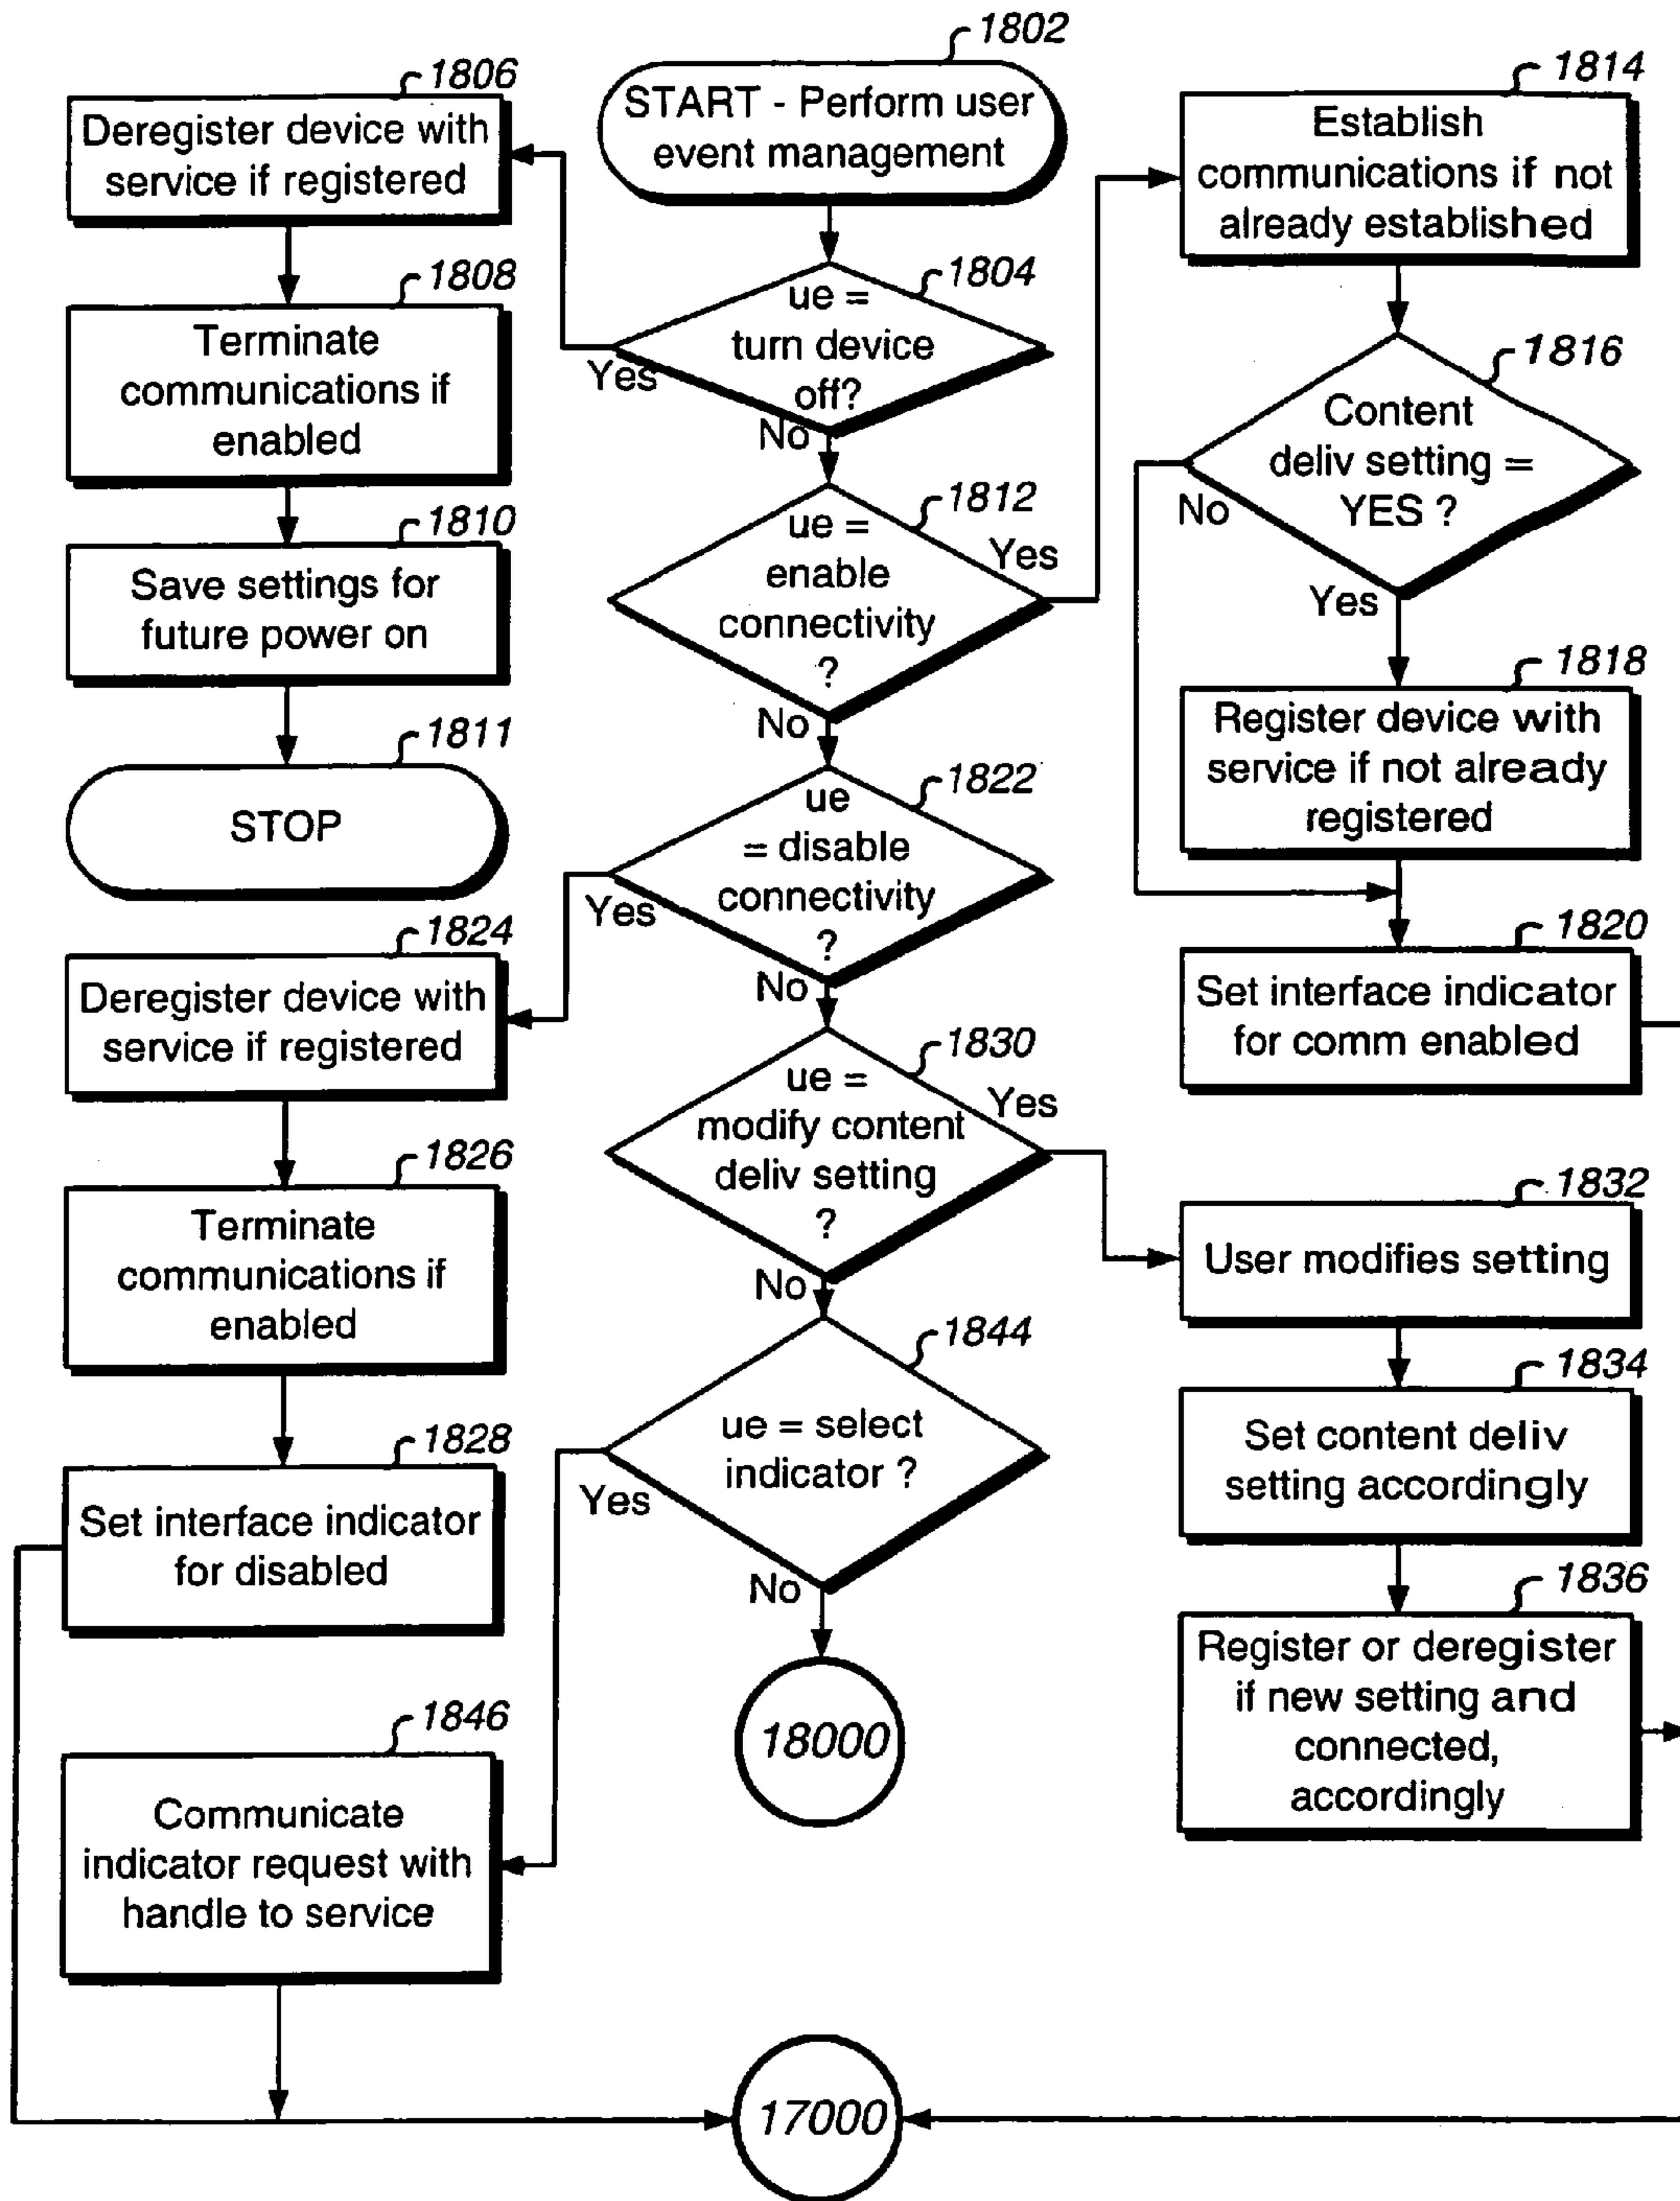 1802
START - Perform user
event management
1804
ue =
turn device
off?
Yes
No
1806
Deregister device with
service if registered
1808
Terminate
communications if
enabled
1810
Save settings for
future power on
1811
STOP
1812
ue =
enable
connectivity
?
Yes
No
1814
Establish
communications if not
already established
1816
Content
deliv setting =
YES ?
No
Yes
1818
Register device with
service if not already
registered
1820
Set interface indicator
for comm enabled
1822
ue
= disable
connectivity
?
Yes
No
1824
Deregister device with
service if registered
1826
Terminate
communications if
enabled
1828
Set interface indicator
for disabled
1830
ue =
modify content
deliv setting
?
Yes
No
1832
User modifies setting
1834
Set content deliv
setting accordingly
1836
Register or deregister
if new setting and
connected,
accordingly
1844
ue = select
indicator ?
Yes
No
1846
Communicate
indicator request with
handle to service
18000
17000